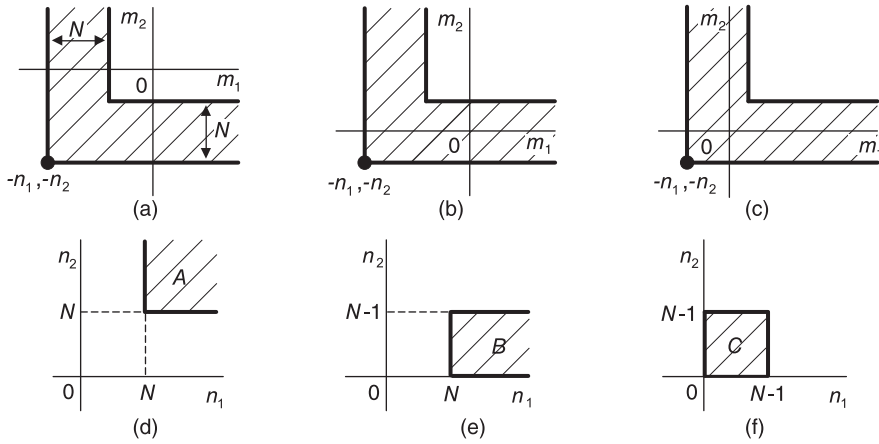 N
m₂
0
m₁
N
-n₁,-n₂
(a)
m₂
0
m₁
-n₁,-n₂
(b)
m₂
0
-n₁,-n₂
(c)
n₂
A
N
0
N
n₁
(d)
n₂
N-1
B
0
N
n₁
(e)
n₂
N-1
C
0
N-1
n₁
(f)